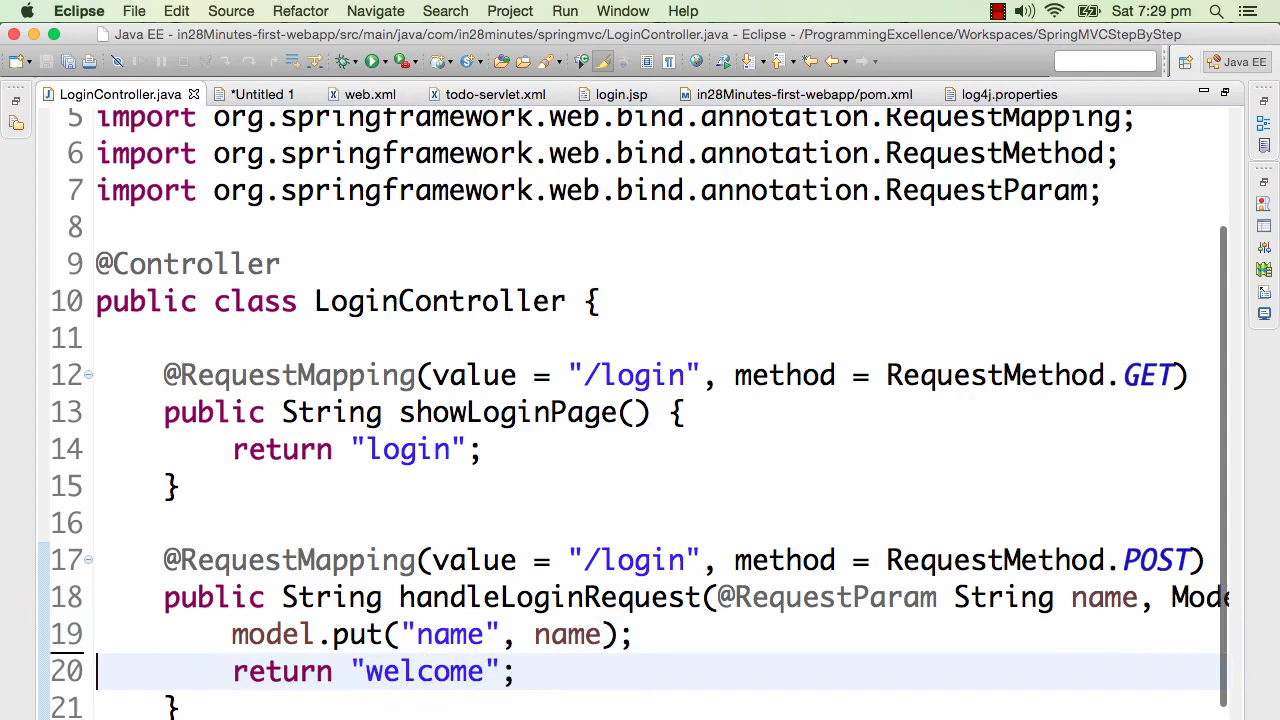 Eclipse File Edit Source Refactor Navigate Search Project Run Window Help Sat 7:29 pm
Java EE - in28Minutes-first-webapp/src/main/java/com/in28minutes/springmvc/LoginController.java - Eclipse - /ProgrammingExcellence/Workspaces/SpringMVCStepByStep
Java EE
LoginController.java *Untitled 1 web.xml todo-servlet.xml login.jsp in28Minutes-first-webapp/pom.xml log4j.properties
5 import org.springframework.web.bind.annotation.RequestMapping;
6 import org.springframework.web.bind.annotation.RequestMethod;
7 import org.springframework.web.bind.annotation.RequestParam;
8
9 @Controller
10 public class LoginController {
11
12 @RequestMapping(value = "/login", method = RequestMethod.GET)
13 public String showLoginPage() {
14 return "login";
15 }
16
17 @RequestMapping(value = "/login", method = RequestMethod.POST)
18 public String handleLoginRequest(@RequestParam String name, Mode
19 model.put("name", name);
20 return "welcome";
21 }